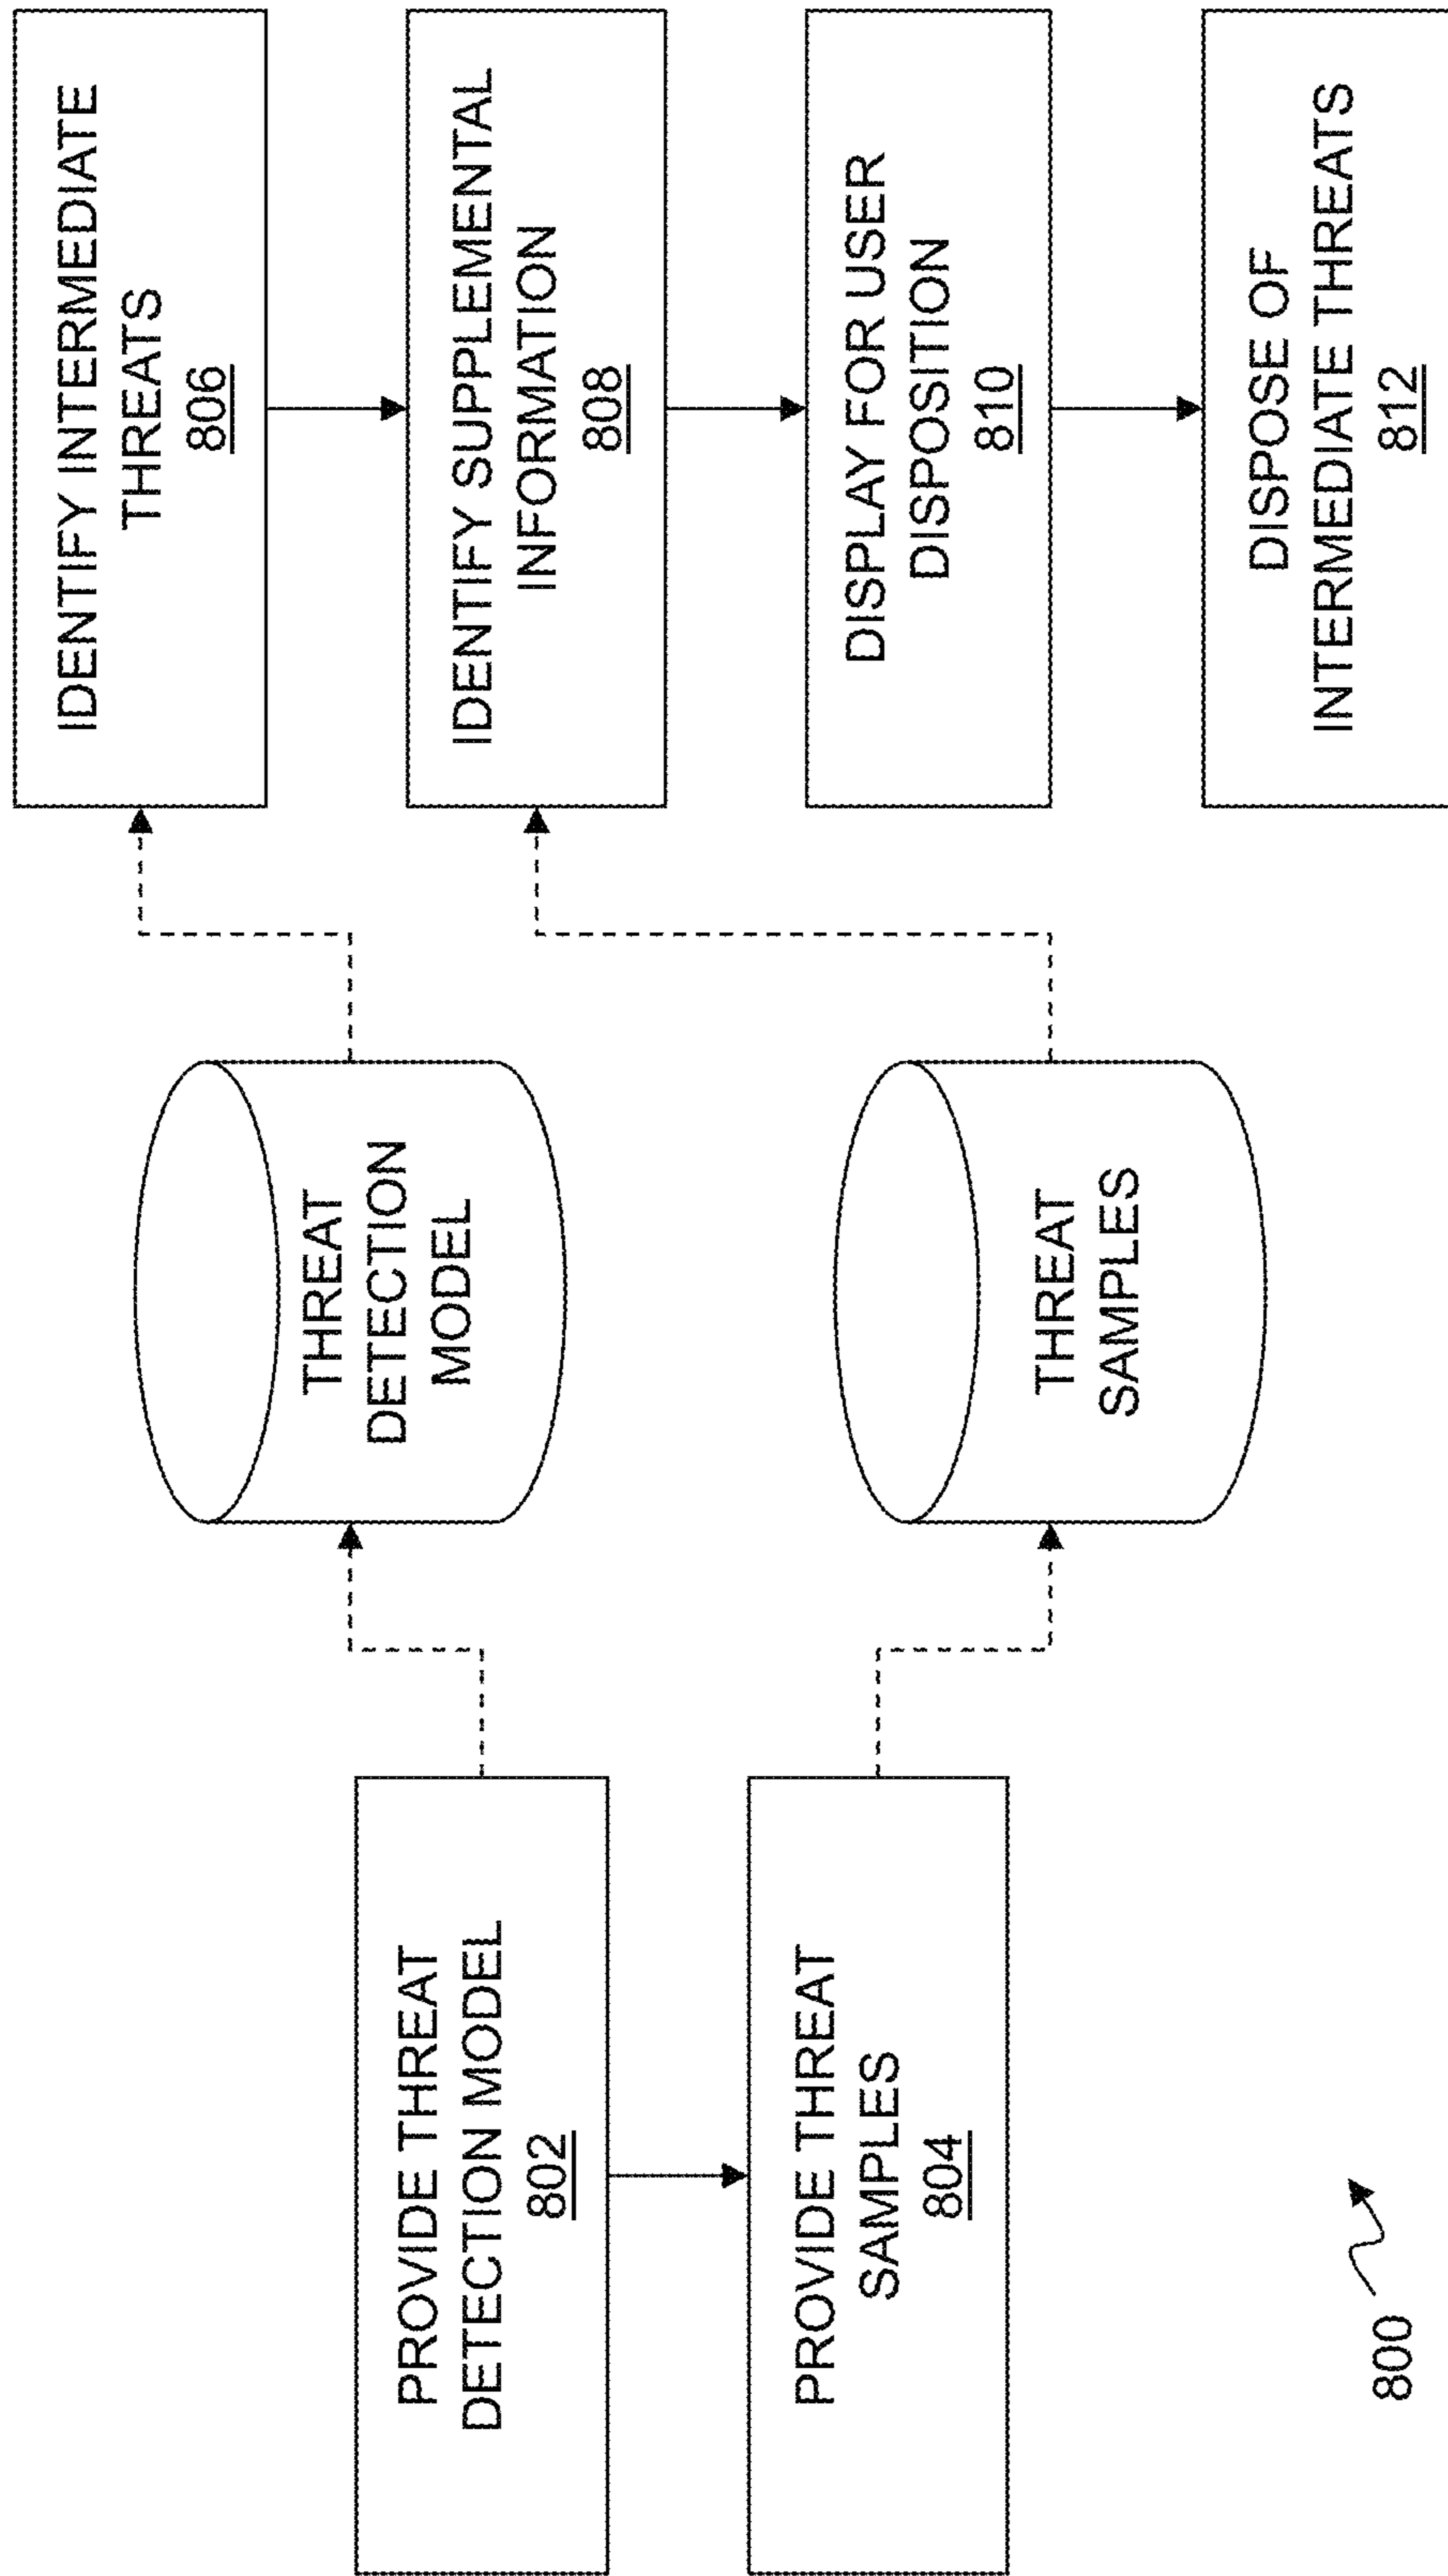 PROVIDE THREAT
DETECTION MODEL
802
PROVIDE THREAT
SAMPLES
804
THREAT
DETECTION
MODEL
THREAT
SAMPLES
IDENTIFY INTERMEDIATE
THREATS
806
IDENTIFY SUPPLEMENTAL
INFORMATION
808
DISPLAY FOR USER
DISPOSITION
810
DISPOSE OF
INTERMEDIATE THREATS
812
800